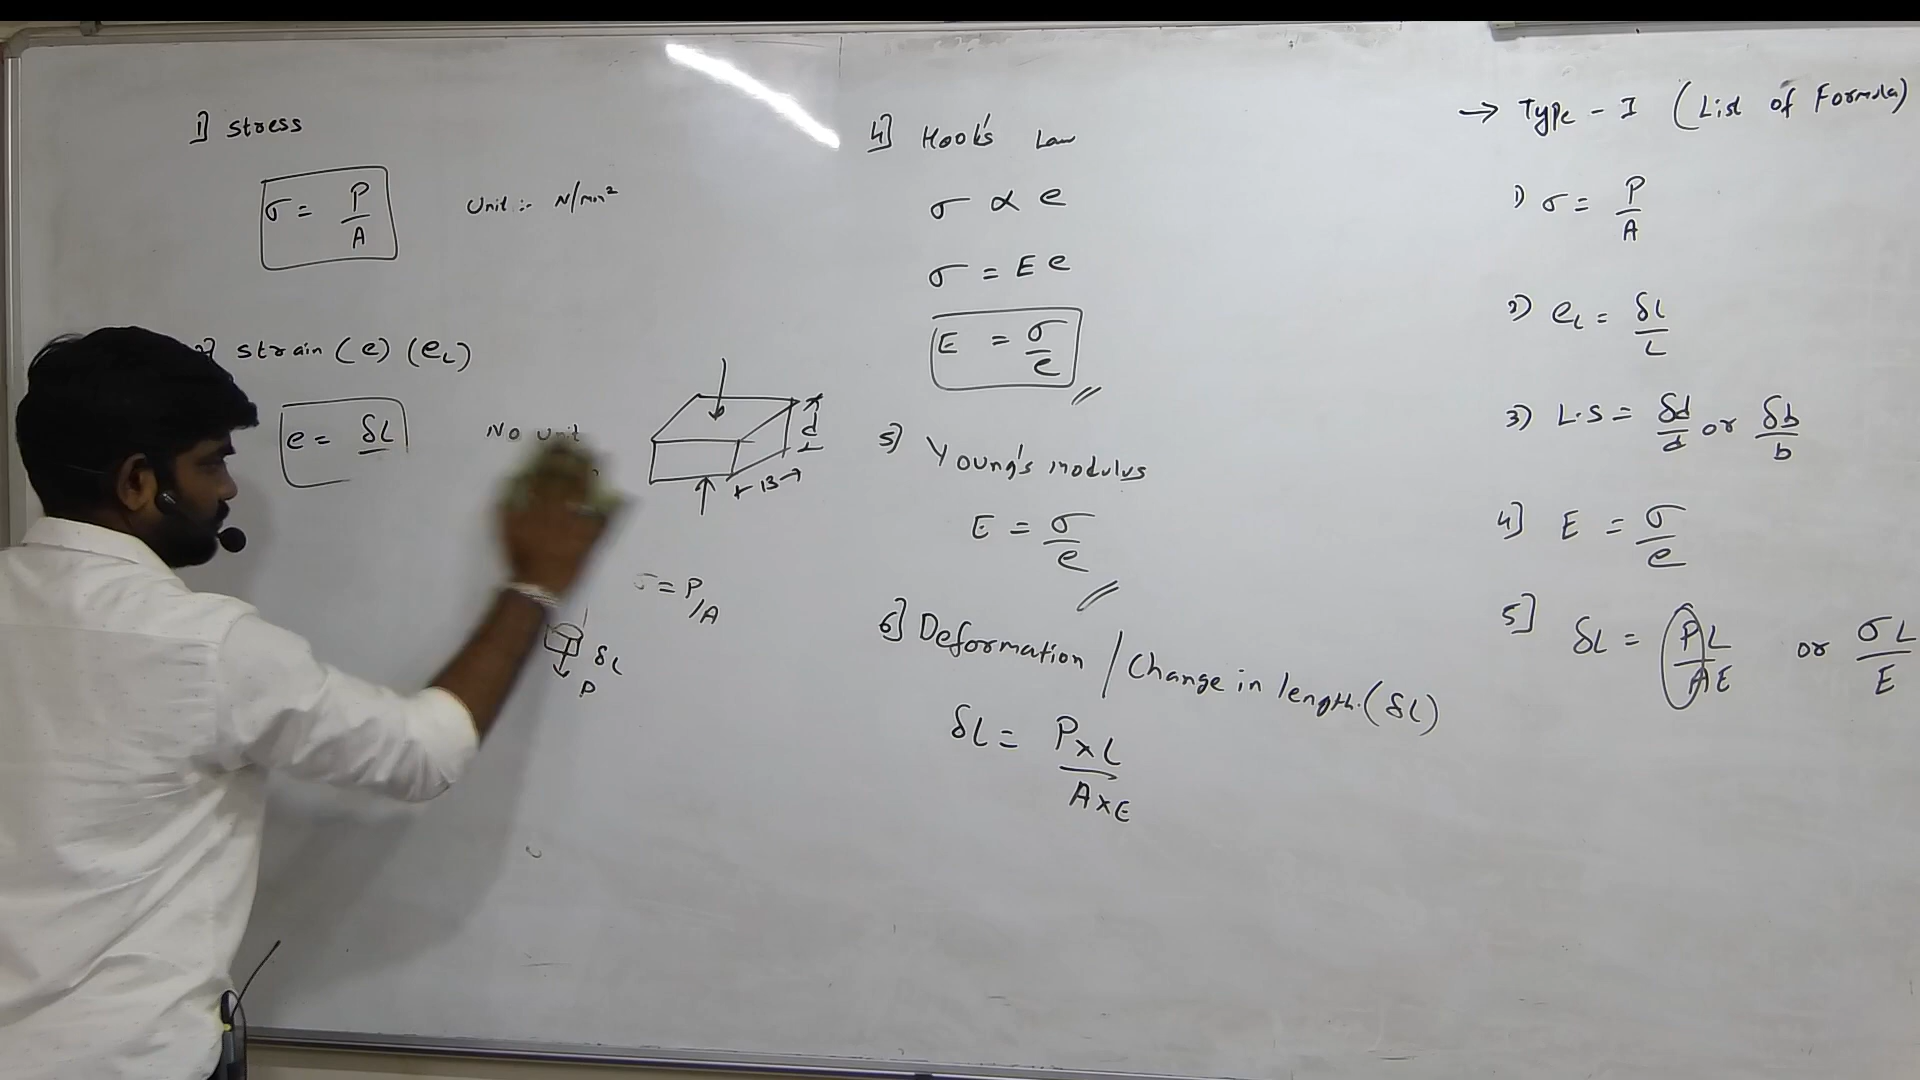 1] Stress
σ = P/A
Unit :- N/mm²
strain (e) (eL)
e = δL
No Unit
d
B
σ = P/A
δL
P
4] Hook's Law
σ ∝ e
σ = E e
E = σ/e
5) Young's modulus
E = σ/e
6] Deformation / Change in length. (δL)
δL = P×L / A×E
→ Type - I (List of Formula)
1) σ = P/A
2) eL = δL/L
3) L.S = δd/d or δb/b
4] E = σ/e
5] δL = PL/AE or σL/E